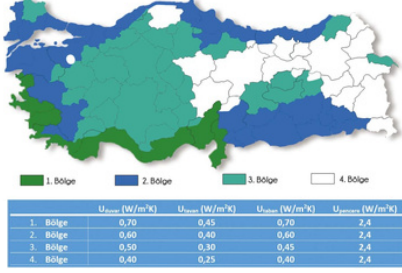 1. Bölge 2. Bölge 3. Bölge 4. Bölge
Uduvar (W/m²K) Utavan (W/m²K) Utaban (W/m²K) Upencere (W/m²K)
1. Bölge 0,70 0,45 0,70 2,4
2. Bölge 0,60 0,40 0,60 2,4
3. Bölge 0,50 0,30 0,45 2,4
4. Bölge 0,40 0,25 0,40 2,4